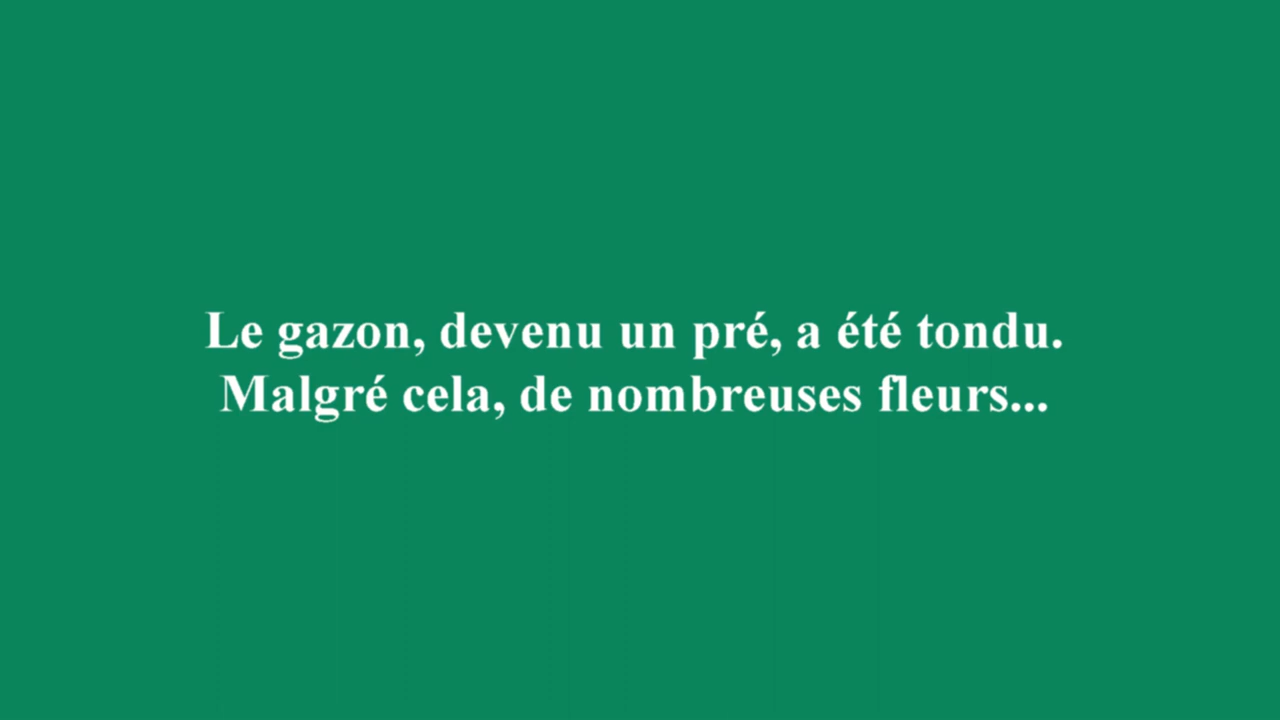 Le gazon, devenu un pré, a été tondu.
Malgré cela, de nombreuses fleurs...